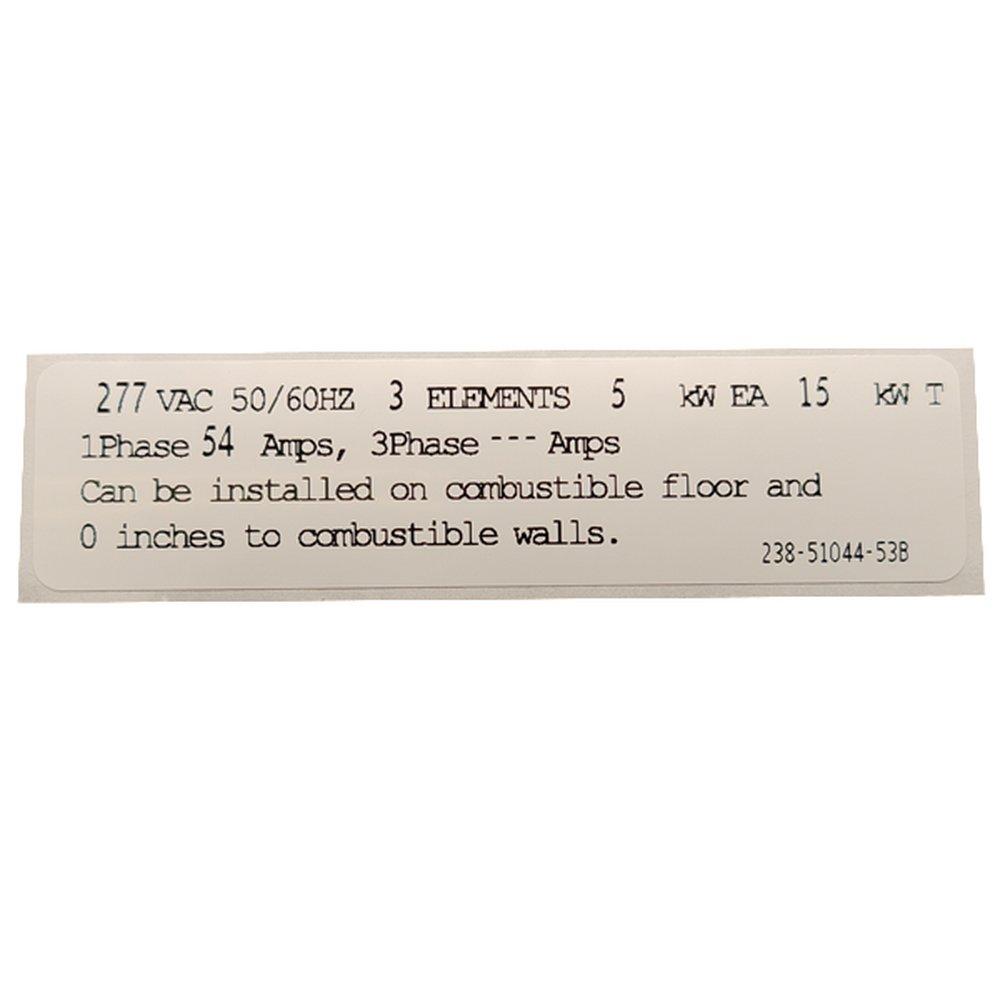 277 VAC 50/60HZ 3 ELEMENTS 5 kW EA 15 kW T
1Phase 54 Amps, 3Phase --- Amps
Can be installed on combustible floor and
0 inches to combustible walls.
238-51044-53B